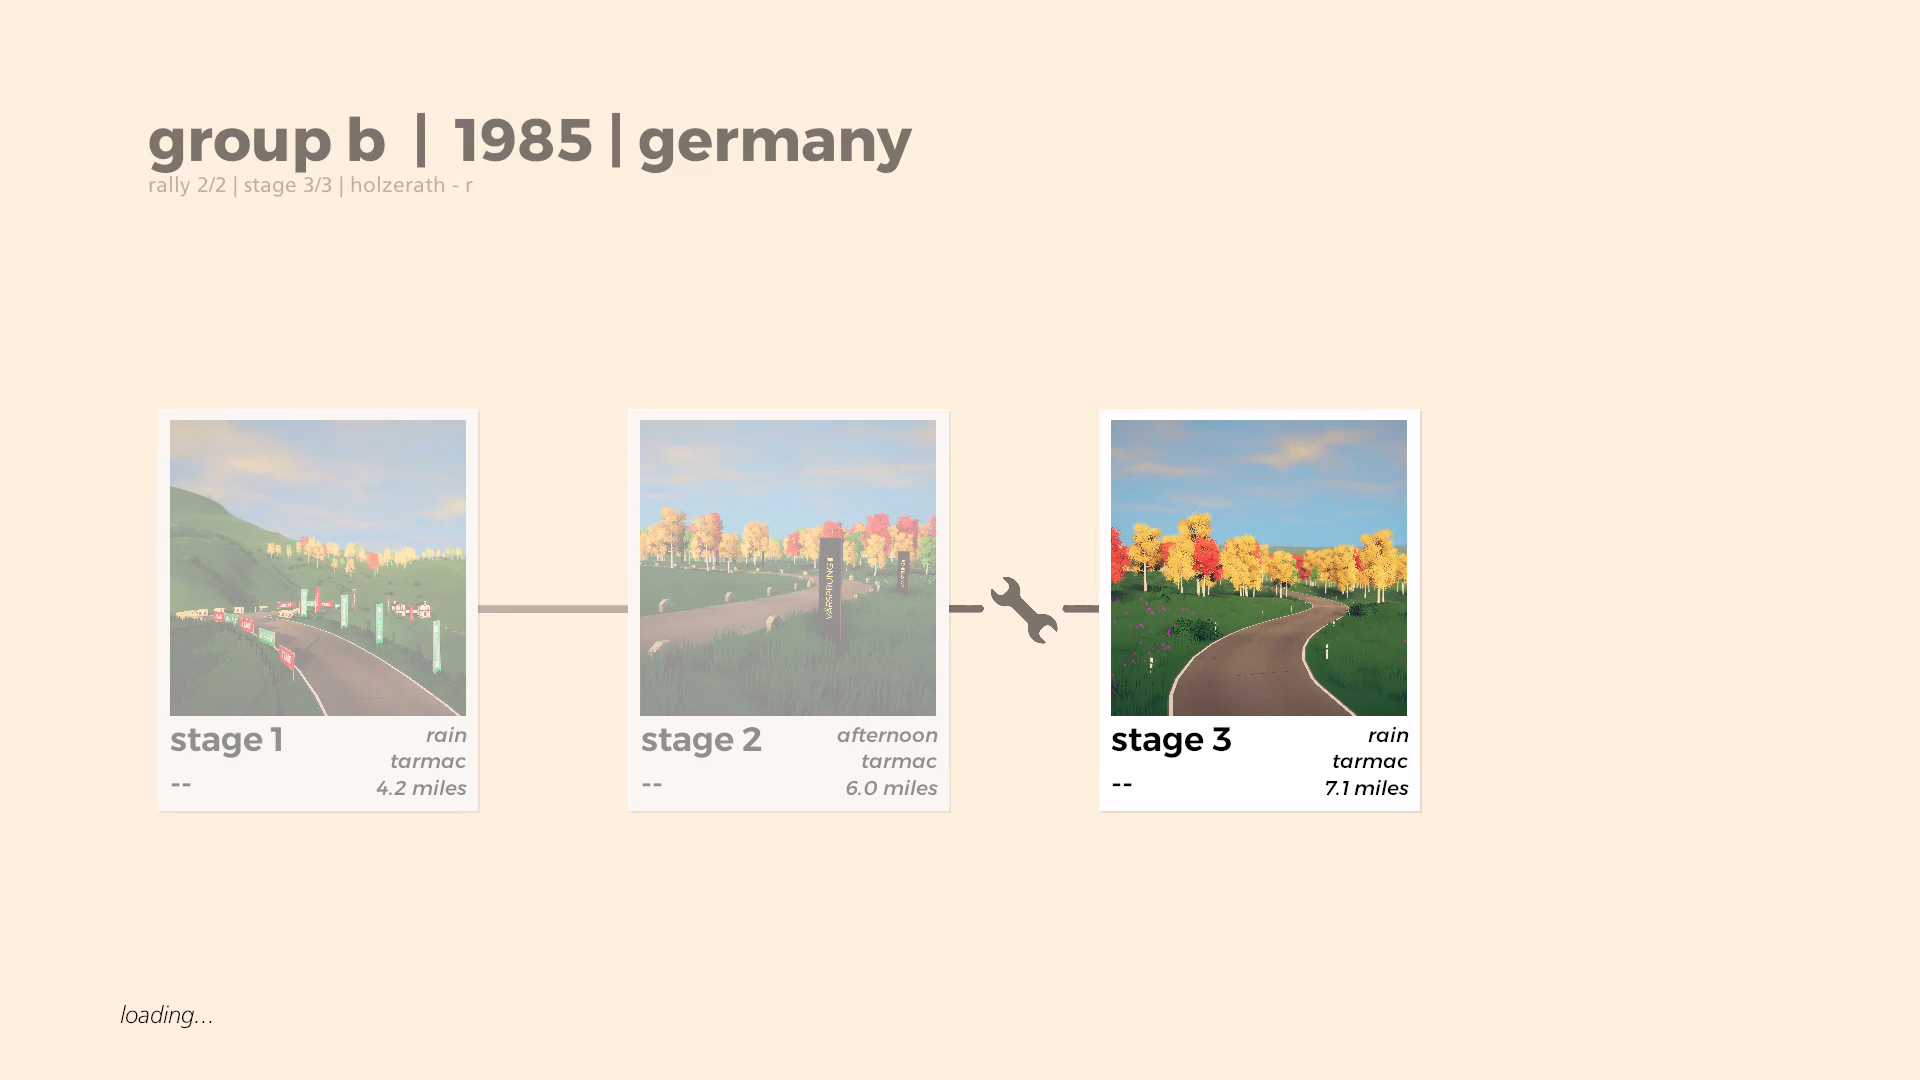 group b | 1985 | germany
rally 2/2 | stage 3/3 | holzerath - r
VÄRSPRUNG
stage 1
rain
tarmac
4.2 miles
--
stage 2
afternoon
tarmac
6.0 miles
--
stage 3
rain
tarmac
7.1 miles
--
loading...